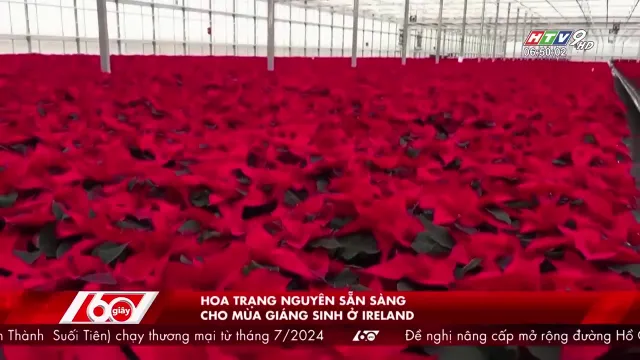 HTV9 HD
06:50:02
HOA TRẠNG NGUYÊN SẴN SÀNG
CHO MÙA GIÁNG SINH Ở IRELAND
60 giây
n Thành Suối Tiên) chạy thương mại từ tháng 7/2024 Đề nghị nâng cấp mở rộng đường Hồ C